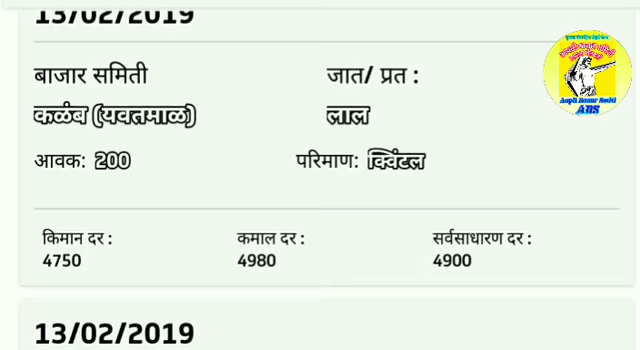 13/02/2019
बाजार समिती
जात/ प्रत :
कळंब (यवतमाळ)
लाल
आवक: 200
परिमाण: क्विंटल
किमान दर :
कमाल दर :
सर्वसाधारण दर :
4750
4980
4900
13/02/2019
Aapli Bazar Samiti
ABS